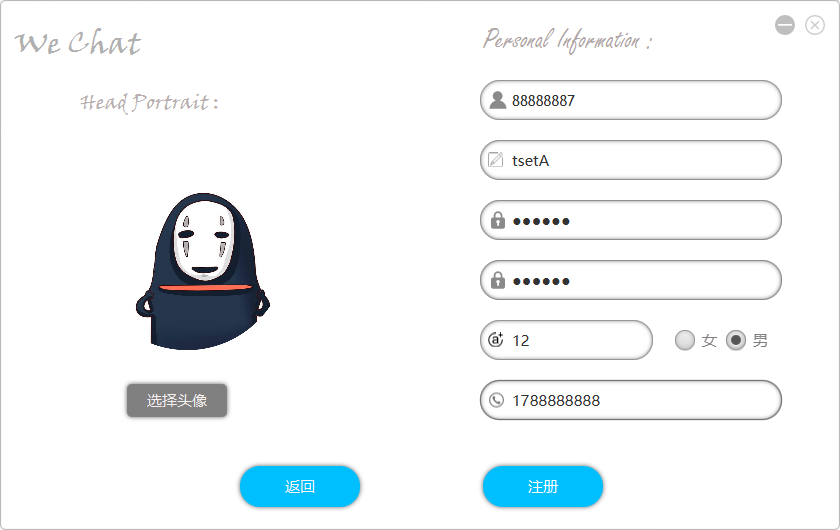 We Chat
Head Portrait :
选择头像
Personal Information :
88888887
tsetA
●●●●●●
●●●●●●
12
女 男
1788888888
返回 注册